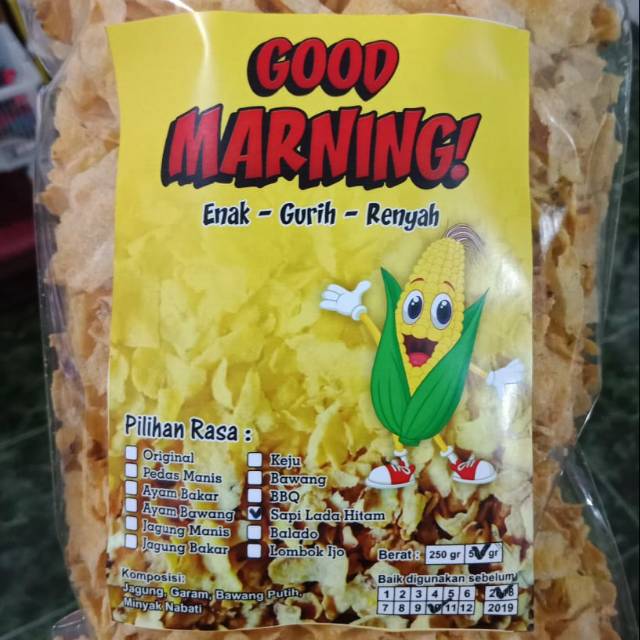 GOOD
MARNING!
Enak - Gurih - Renyah
Pilihan Rasa :
Original
Pedas Manis
Ayam Bakar
Ayam Bawang
Jagung Manis
Jagung Bakar
Keju
Bawang
BBQ
Sapi Lada Hitam
Balado
Lombok Ijo
Berat : 250 gr gr
Komposisi:
Jagung, Garam, Bawang Putih,
Minyak Nabati
Baik digunakan sebelum
1 2 3 4 5 6
7 8 9 10 11 12 2019